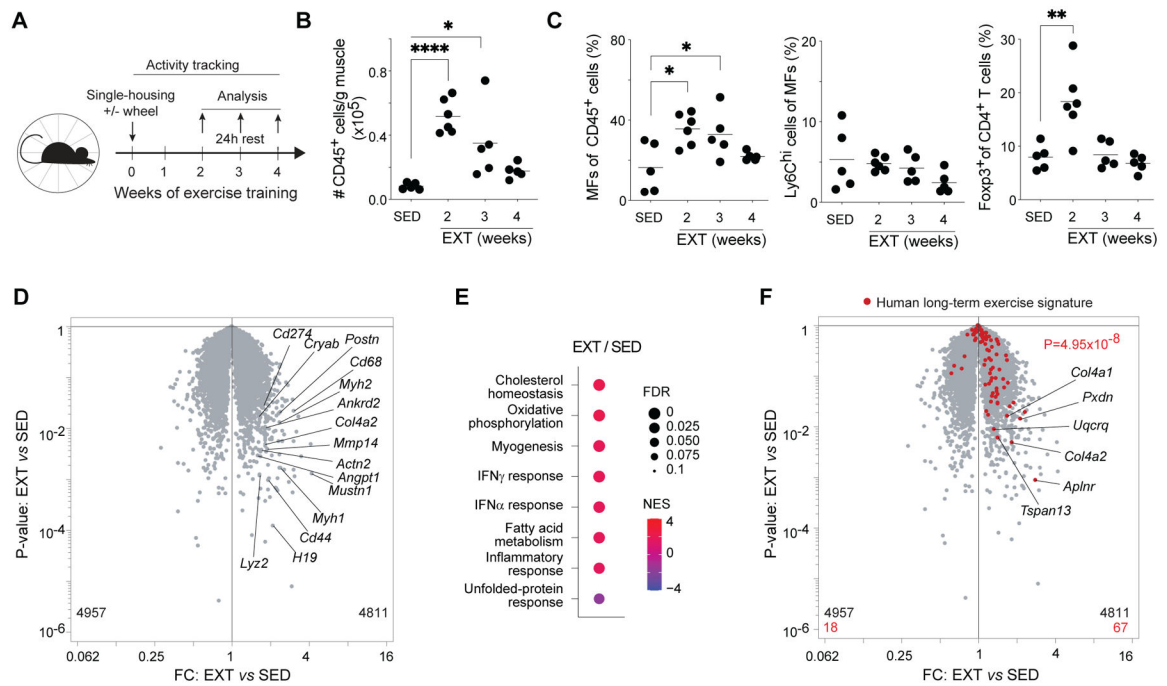 A
Activity tracking
Single-housing
+/- wheel
Analysis
24h rest
0
1
2
3
4
Weeks of exercise training
B
# CD45⁺ cells/g muscle
(x10⁵)
0.8
0.4
0.0
*
****
SED
2
3
4
EXT (weeks)
C
MFs of CD45⁺ cells (%)
80
60
40
20
0
*
*
SED
2
3
4
EXT (weeks)
Ly6Cʰⁱ cells of MFs
(%)
20
15
10
5
0
SED
2
3
4
EXT (weeks)
Foxp3⁺of CD4⁺ T cells (%)
30
20
10
0
**
SED
2
3
4
EXT (weeks)
D
P-value: EXT vs SED
1
10⁻²
10⁻⁴
10⁻⁶
Cd274
Cryab
Postn
Cd68
Myh2
Ankrd2
Col4a2
Mmp14
Actn2
Angpt1
Mustn1
Myh1
Cd44
H19
Lyz2
4957
4811
0.062
0.25
1
4
16
FC: EXT vs SED
E
EXT / SED
Cholesterol
homeostasis
Oxidative
phosphorylation
Myogenesis
IFNγ response
IFNα response
Fatty acid
metabolism
Inflammatory
response
Unfolded-protein
response
FDR
0
0.025
0.050
0.075
0.1
NES
4
0
−4
F
Human long-term exercise signature
P=4.95x10⁻⁸
P-value: EXT vs SED
1
10⁻²
10⁻⁴
10⁻⁶
Col4a1
Pxdn
Uqcrq
Col4a2
Aplnr
Tspan13
4957
18
4811
67
0.062
0.25
1
4
16
FC: EXT vs SED